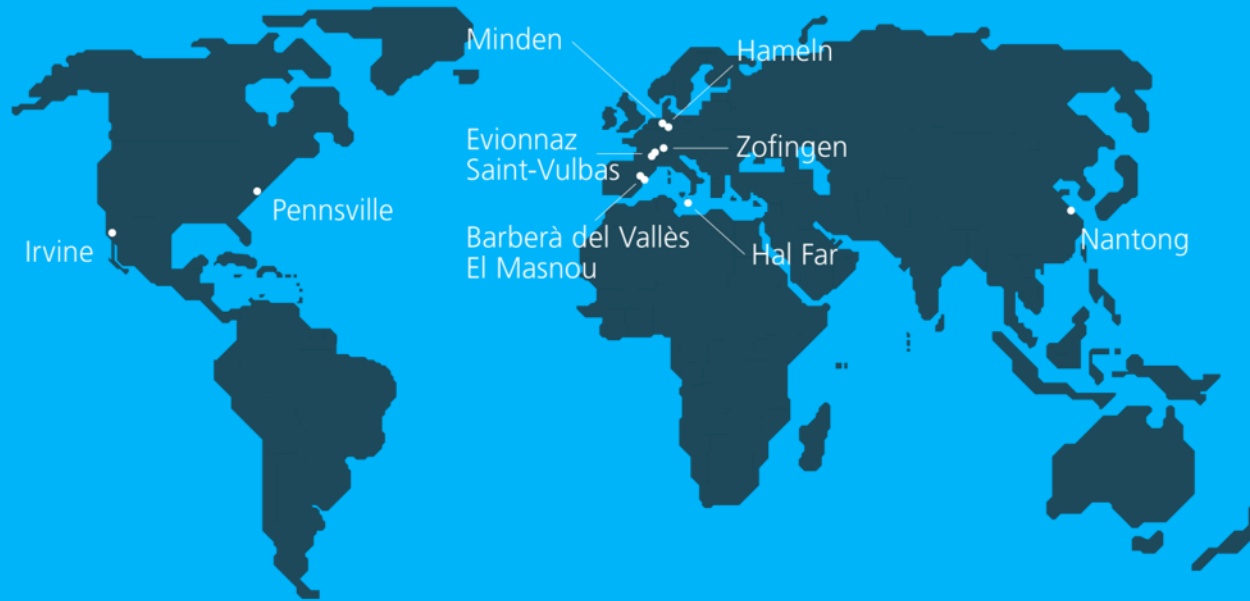 Minden
Hameln
Evionnaz
Saint-Vulbas
Zofingen
Pennsville
Irvine
Barberà del Vallès
El Masnou
Hal Far
Nantong